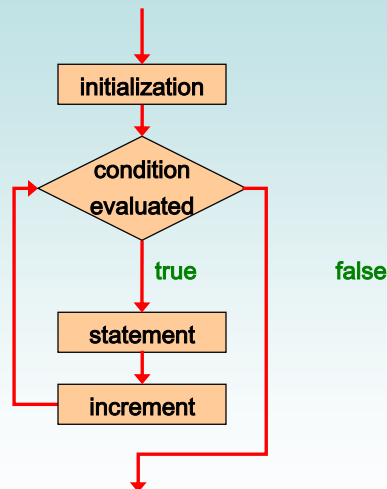 initialization
condition
evaluated
true
false
statement
increment